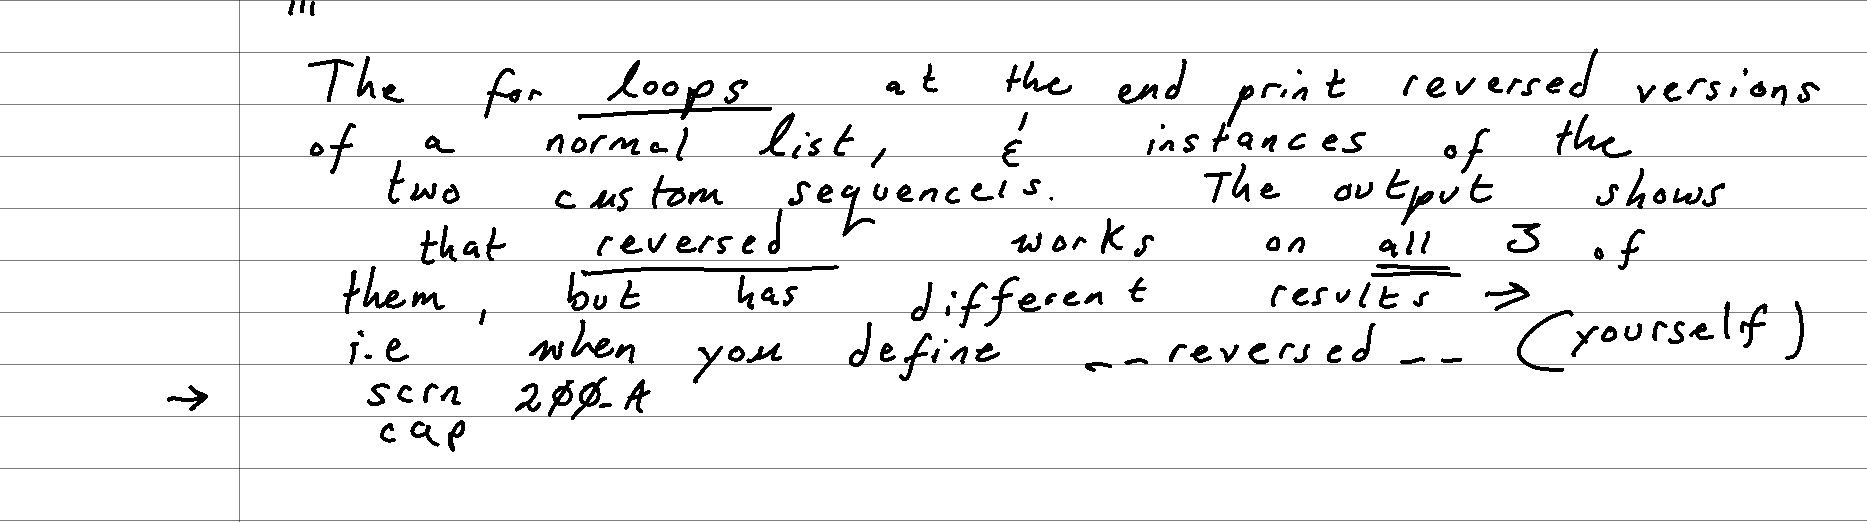 The for loops at the end print reversed versions
of a normal list, & instances of the
two custom sequences.  The output shows
that reversed works on all 3 of
them, but has different results →
i.e when you define __reversed__ (yourself)
→ scrn 200-A
cap